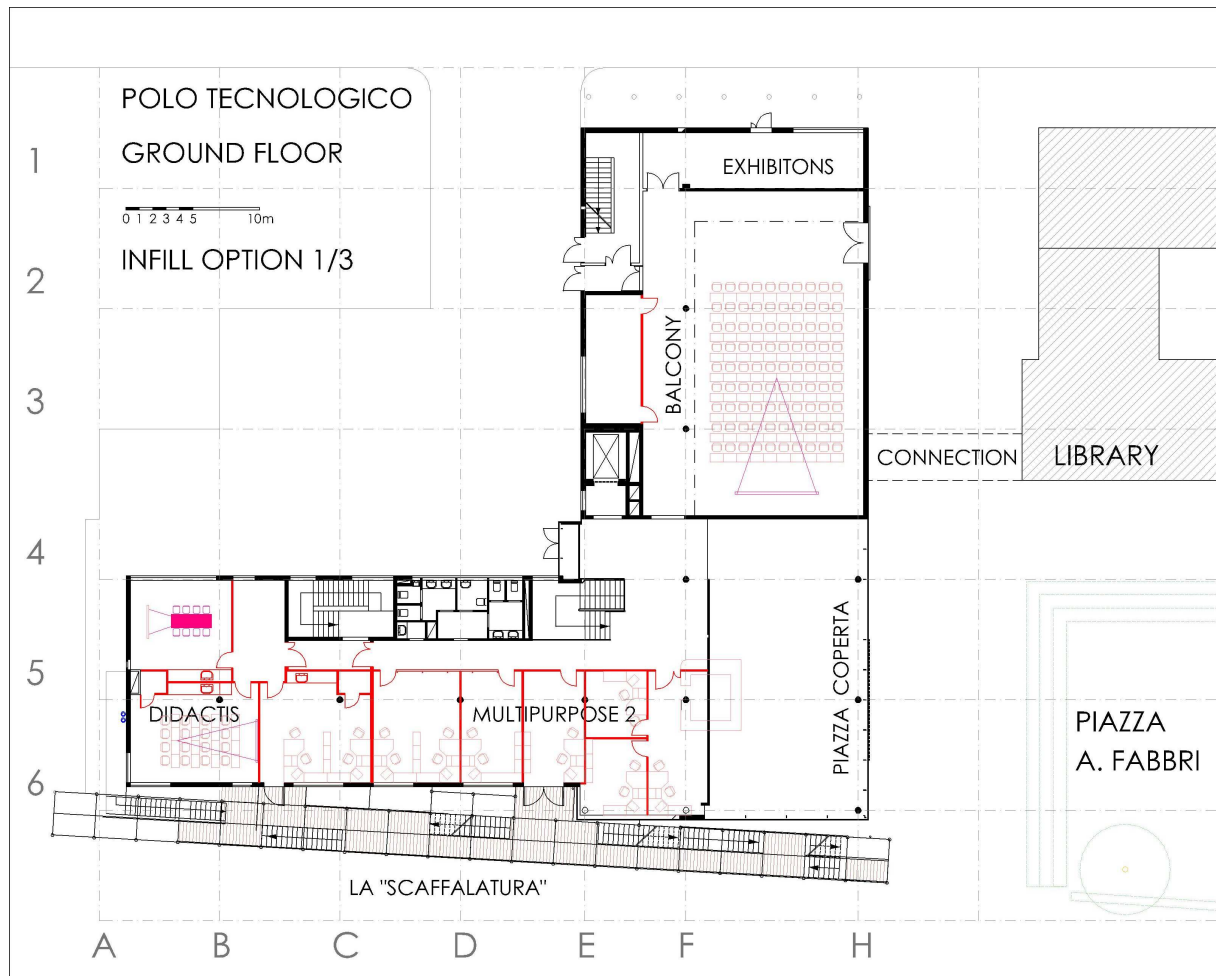 POLO TECNOLOGICO
GROUND FLOOR
0 1 2 3 4 5 10m
INFILL OPTION 1/3
1
2
3
4
5
6
EXHIBITONS
BALCONY
CONNECTION
LIBRARY
DIDACTIS
MULTIPURPOSE 2
PIAZZA COPERTA
PIAZZA
A. FABBRI
LA "SCAFFALATURA"
A B C D E F H